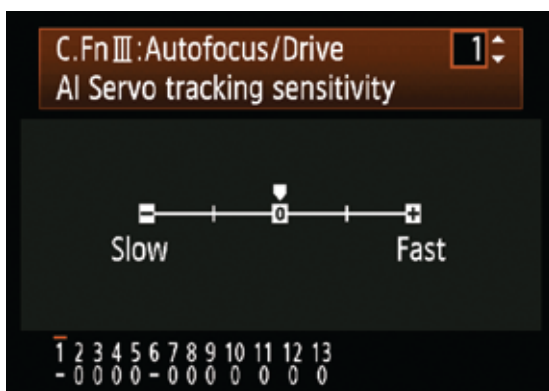 C.Fn III :Autofocus/Drive 1
AI Servo tracking sensitivity
- 0 +
Slow Fast
1 2 3 4 5 6 7 8 9 10 11 12 13
- 0 0 0 0 - 0 0 0 0 0 0 0